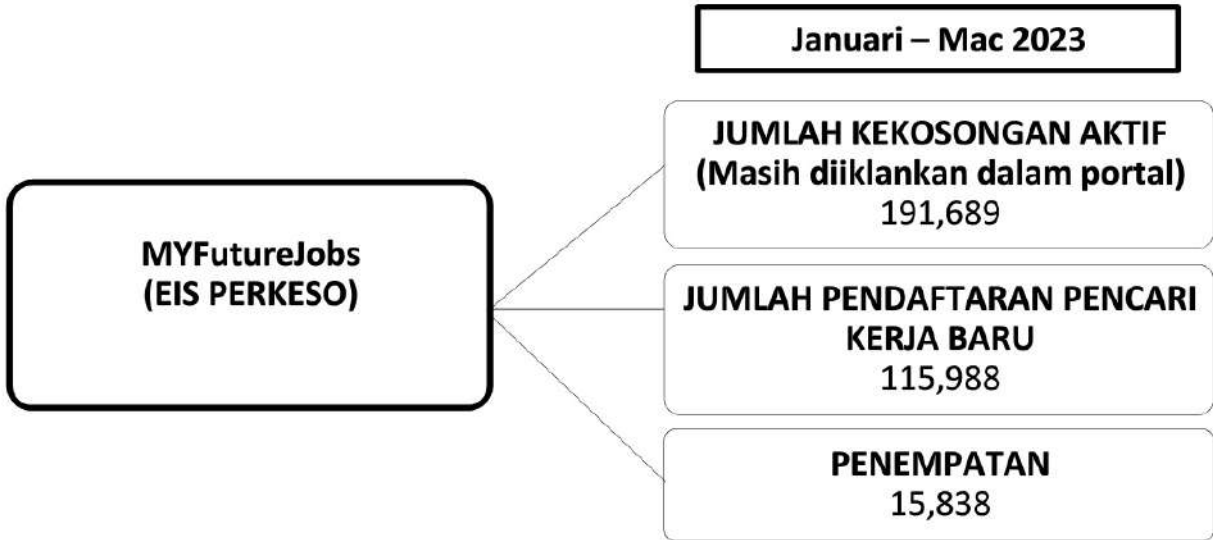 Januari – Mac 2023
MYFutureJobs
(EIS PERKESO)
JUMLAH KEKOSONGAN AKTIF
(Masih diiklankan dalam portal)
191,689
JUMLAH PENDAFTARAN PENCARI
KERJA BARU
115,988
PENEMPATAN
15,838